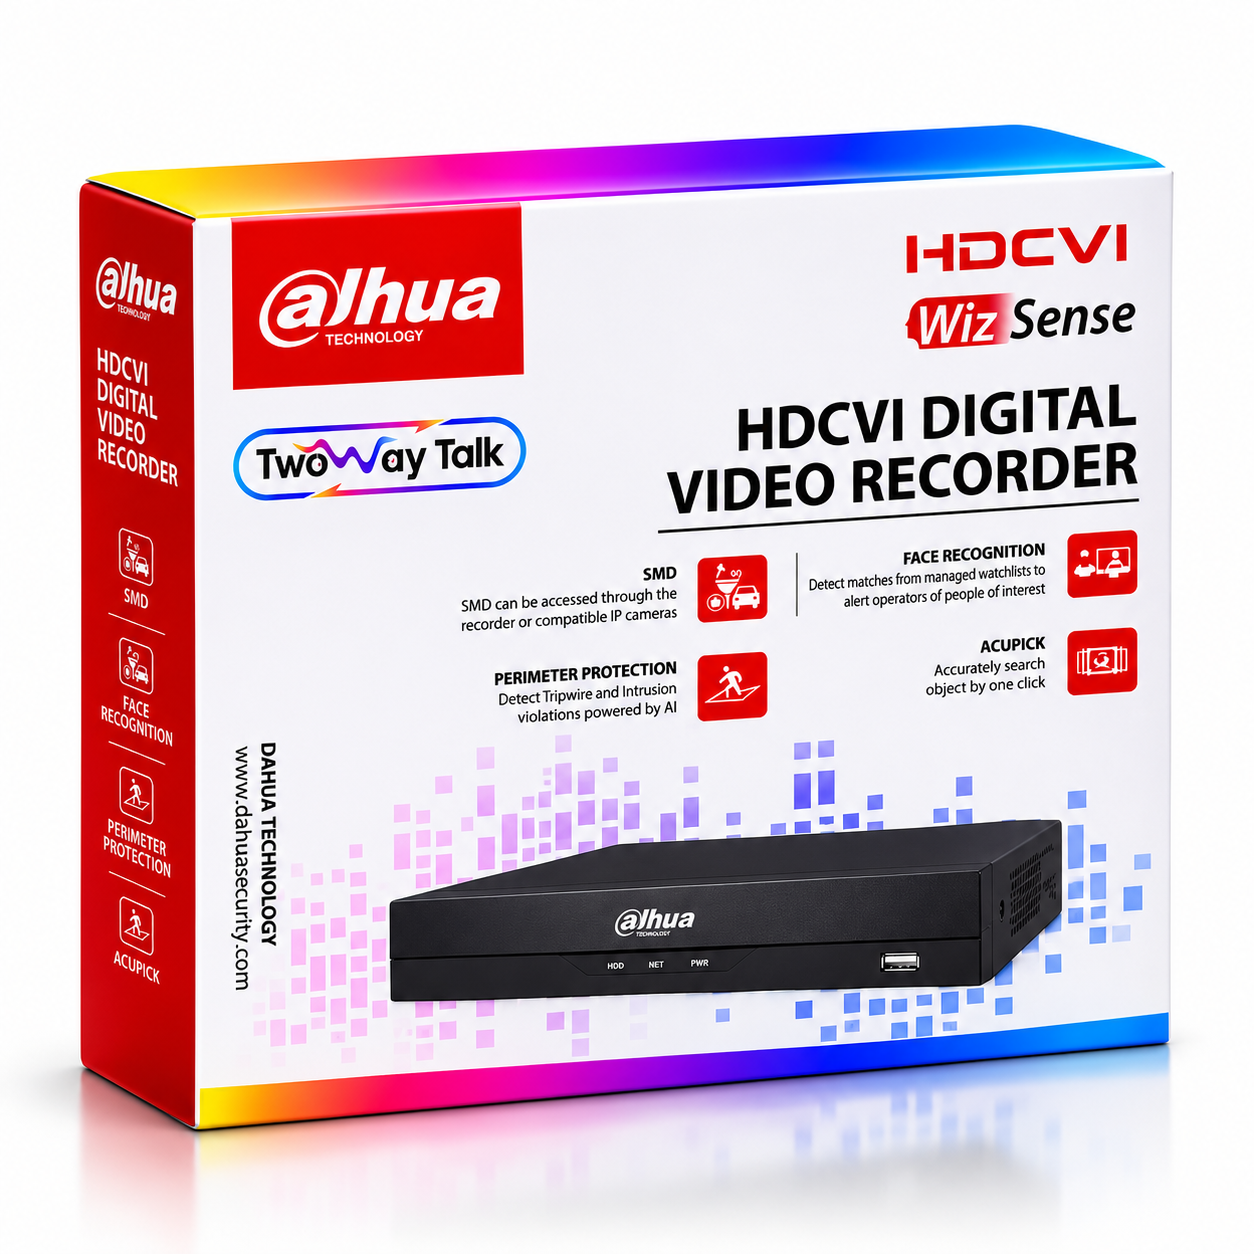 alhua
TECHNOLOGY
HDCVI
DIGITAL
VIDEO
RECORDER
SMD
FACE
RECOGNITION
PERIMETER
PROTECTION
ACUPICK
alhua
TECHNOLOGY
TwoWay Talk
HDCVI
Wiz Sense
HDCVI DIGITAL
VIDEO RECORDER
SMD
SMD can be accessed through the
recorder or compatible IP cameras
FACE RECOGNITION
Detect matches from managed watchlists to
alert operators of people of interest
PERIMETER PROTECTION
Detect Tripwire and Intrusion
violations powered by AI
ACUPICK
Accurately search
object by one click
DAHUA TECHNOLOGY
www.dahuasecurity.com
alhua
TECHNOLOGY
HDD NET PWR